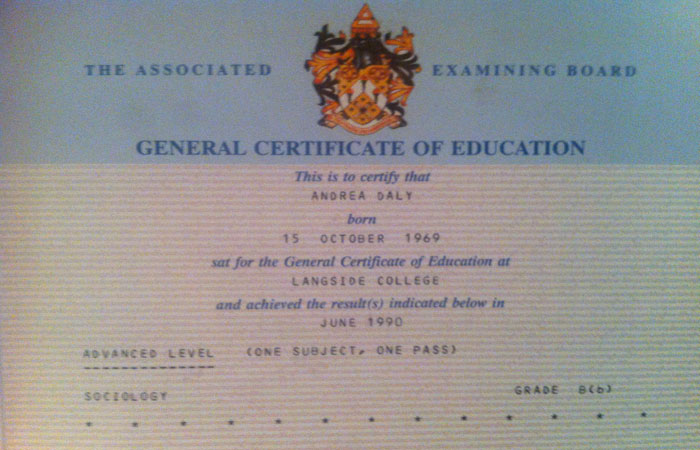 THE ASSOCIATED EXAMINING BOARD
GENERAL CERTIFICATE OF EDUCATION
This is to certify that
ANDREA DALY
born
15 OCTOBER 1969
sat for the General Certificate of Education at
LANGSIDE COLLEGE
and achieved the result(s) indicated below in
JUNE 1990
ADVANCED LEVEL (ONE SUBJECT, ONE PASS)
--------------
SOCIOLOGY GRADE B(b)
* * * * * * * * * * * * *